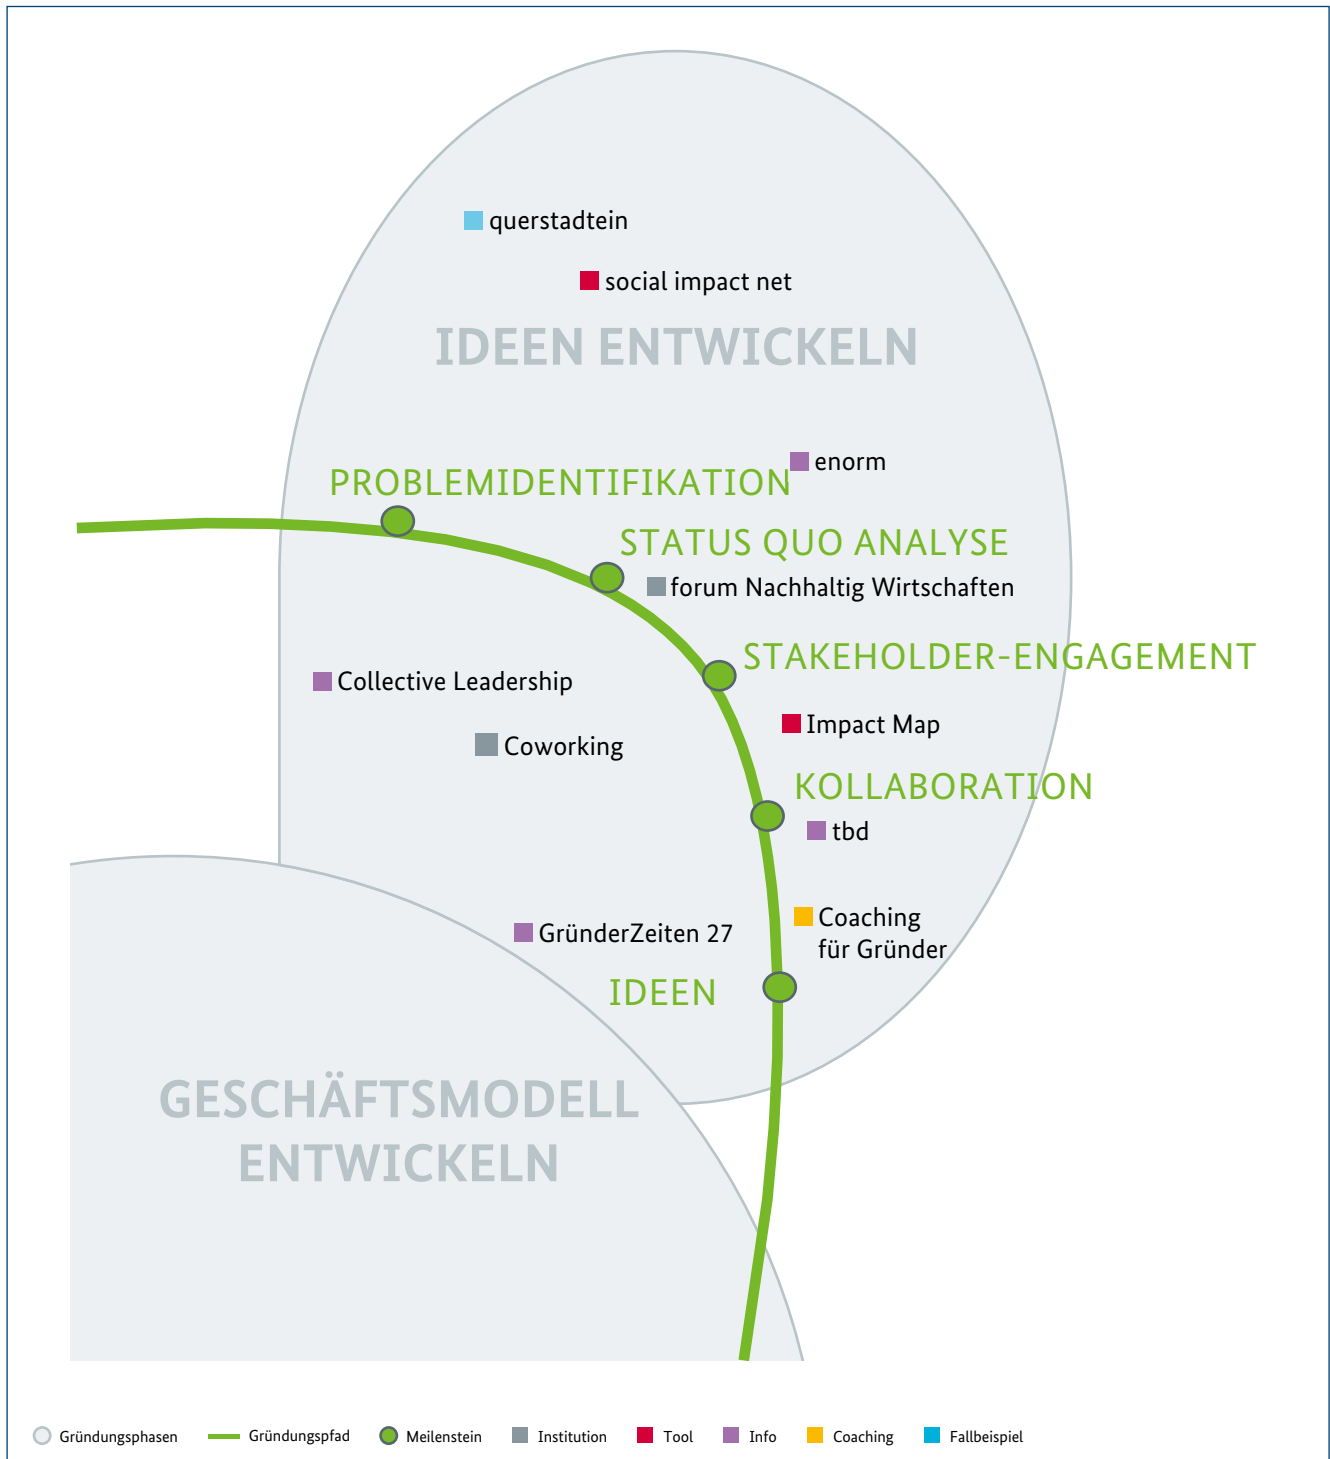 querstadtein
social impact net
IDEEN ENTWICKELN
enorm
PROBLEMIDENTIFIKATION
STATUS QUO ANALYSE
forum Nachhaltig Wirtschaften
STAKEHOLDER-ENGAGEMENT
Collective Leadership
Impact Map
Coworking
KOLLABORATION
tbd
Coaching
für Gründer
GründerZeiten 27
IDEEN
GESCHÄFTSMODELL
ENTWICKELN
Gründungsphasen
Gründungspfad
Meilenstein
Institution
Tool
Info
Coaching
Fallbeispiel